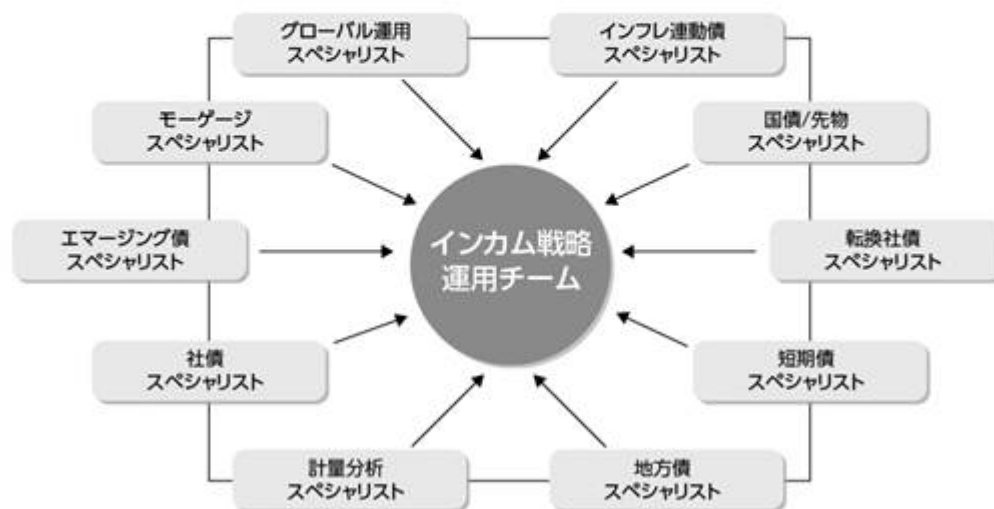 グローバル運用
スペシャリスト
インフレ連動債
スペシャリスト
モーゲージ
スペシャリスト
国債/先物
スペシャリスト
エマージング債
スペシャリスト
インカム戦略
運用チーム
転換社債
スペシャリスト
社債
スペシャリスト
短期債
スペシャリスト
計量分析
スペシャリスト
地方債
スペシャリスト